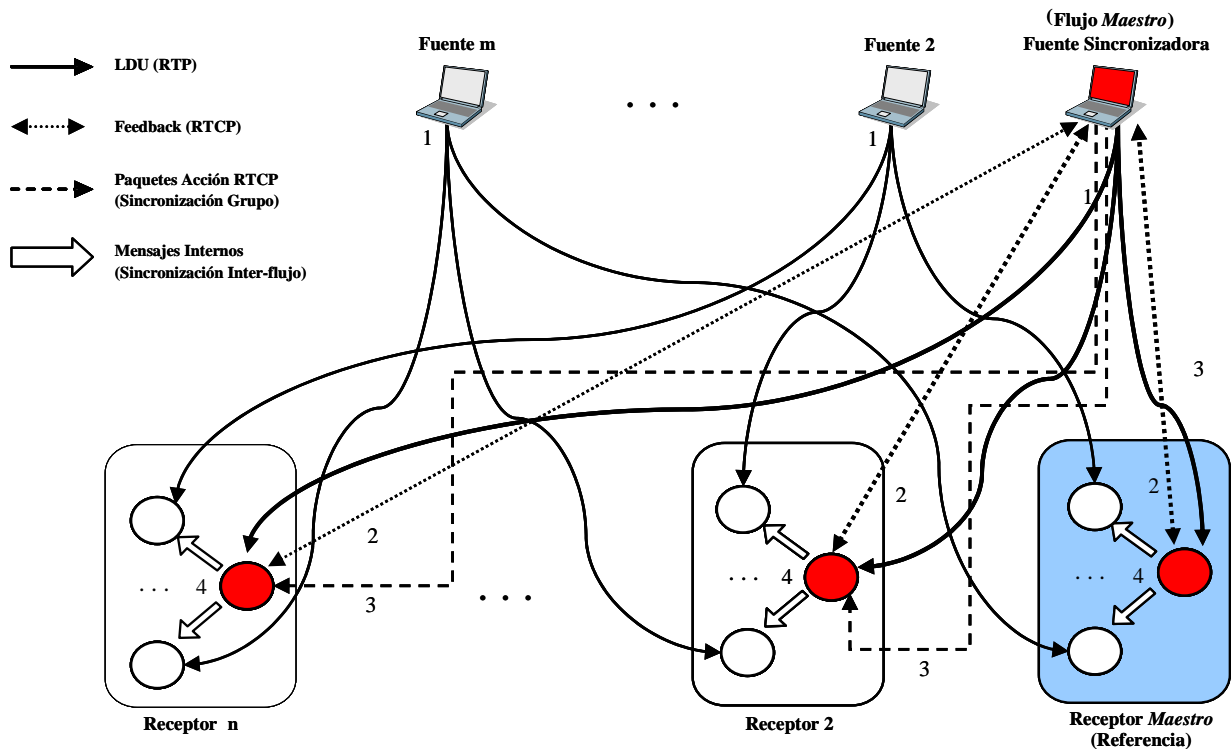 LDU (RTP)
Feedback (RTCP)
Paquetes Acción RTCP
(Sincronización Grupo)
Mensajes Internos
(Sincronización Inter-flujo)
Fuente m
. . .
Fuente 2
(Flujo Maestro)
Fuente Sincronizadora
1
1
1
3
2
2
2
. . .
4
3
. . .
. . .
4
3
. . .
4
Receptor n
Receptor 2
Receptor Maestro
(Referencia)